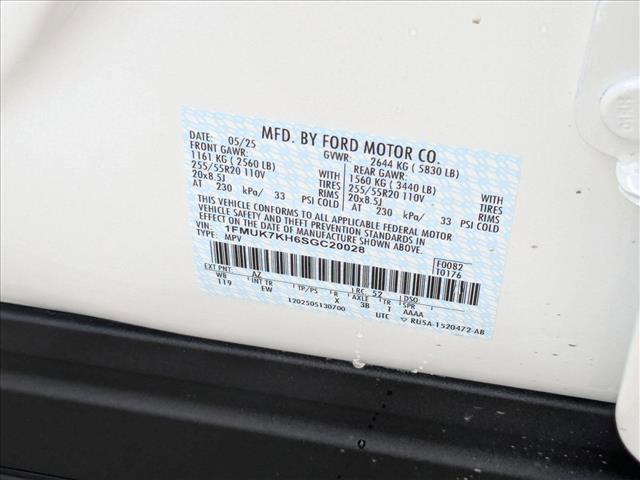 MFD. BY FORD MOTOR CO.
DATE: 05/25 GVWR: 2644 KG ( 5830 LB)
FRONT GAWR: REAR GAWR:
1161 KG ( 2560 LB) WITH 1560 KG ( 3440 LB) WITH
255/55R20 110V TIRES 255/55R20 110V TIRES
20x8.5J RIMS 20x8.5J RIMS
AT 230 kPa/ 33 PSI COLD AT 230 kPa/ 33 PSI COLD
THIS VEHICLE CONFORMS TO ALL APPLICABLE FEDERAL MOTOR
VEHICLE SAFETY AND THEFT PREVENTION STANDARDS IN
EFFECT ON THE DATE OF MANUFACTURE SHOWN ABOVE.
VIN: 1FMUK7KH6SGC20028
TYPE: MPV
F0082
T0176
EXT PNT: AZ RC: 52 DSO:
WB INT TR TP/PS R AXLE TR SPR
119 EW X 3B T AAAA
1202505130700 UTC RU5A-1520472-AB